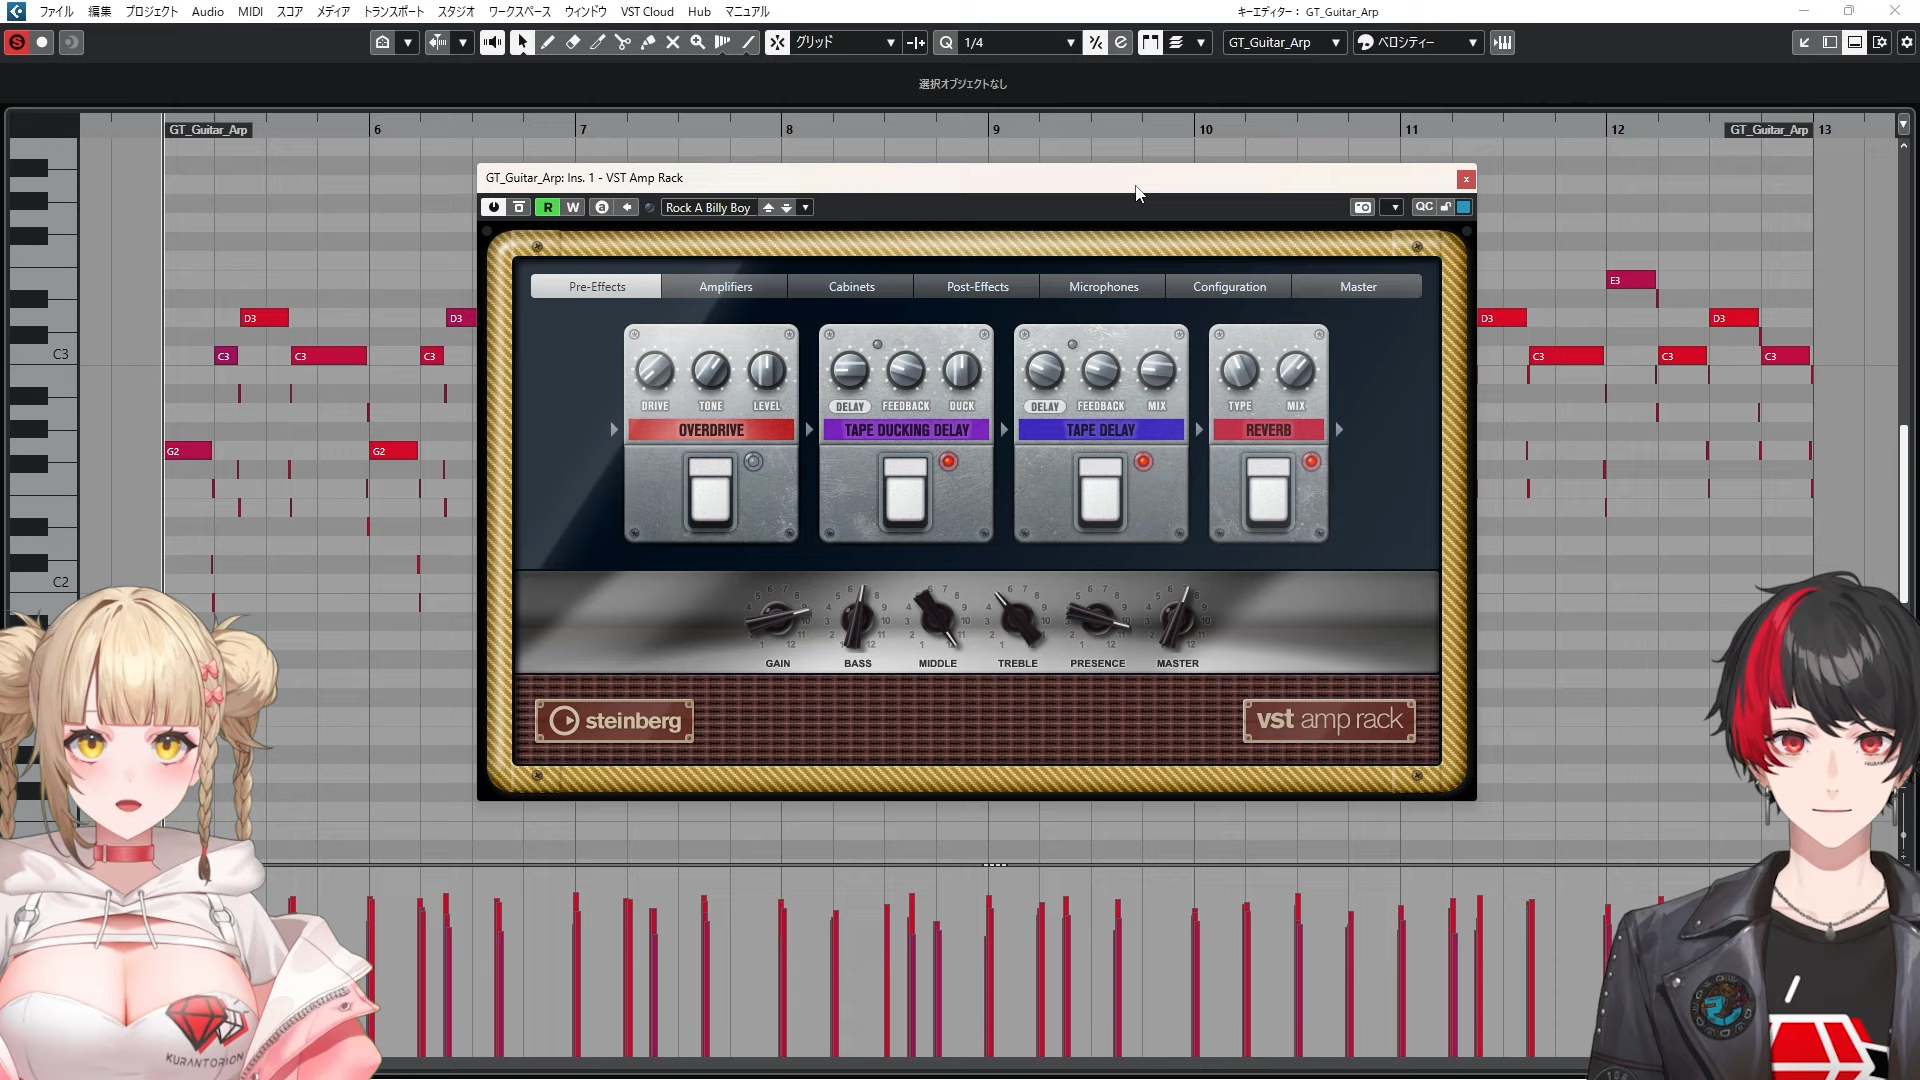 ファイル 編集 プロジェクト Audio MIDI スコア メディア トランスポート スタジオ ワークスペース ウィンドウ VST Cloud Hub マニュアル
キーエディター： GT_Guitar_Arp
グリッド
1/4
GT_Guitar_Arp
ベロシティー
選択オブジェクトなし
GT_Guitar_Arp 6 7 8 9 10 11 12 GT_Guitar_Arp 13
GT_Guitar_Arp: Ins. 1 - VST Amp Rack
R W Rock A Billy Boy QC
Pre-Effects Amplifiers Cabinets Post-Effects Microphones Configuration Master
E3
D3 D3 D3 D3
C3 C3 C3 C3 C3 C3 C3
DRIVE TONE LEVEL DELAY FEEDBACK DUCK DELAY FEEDBACK MIX TYPE MIX
OVERDRIVE TAPE DUCKING DELAY TAPE DELAY REVERB
G2 G2
C2
GAIN BASS MIDDLE TREBLE PRESENCE MASTER
steinberg
vst amp rack
KURANTORION